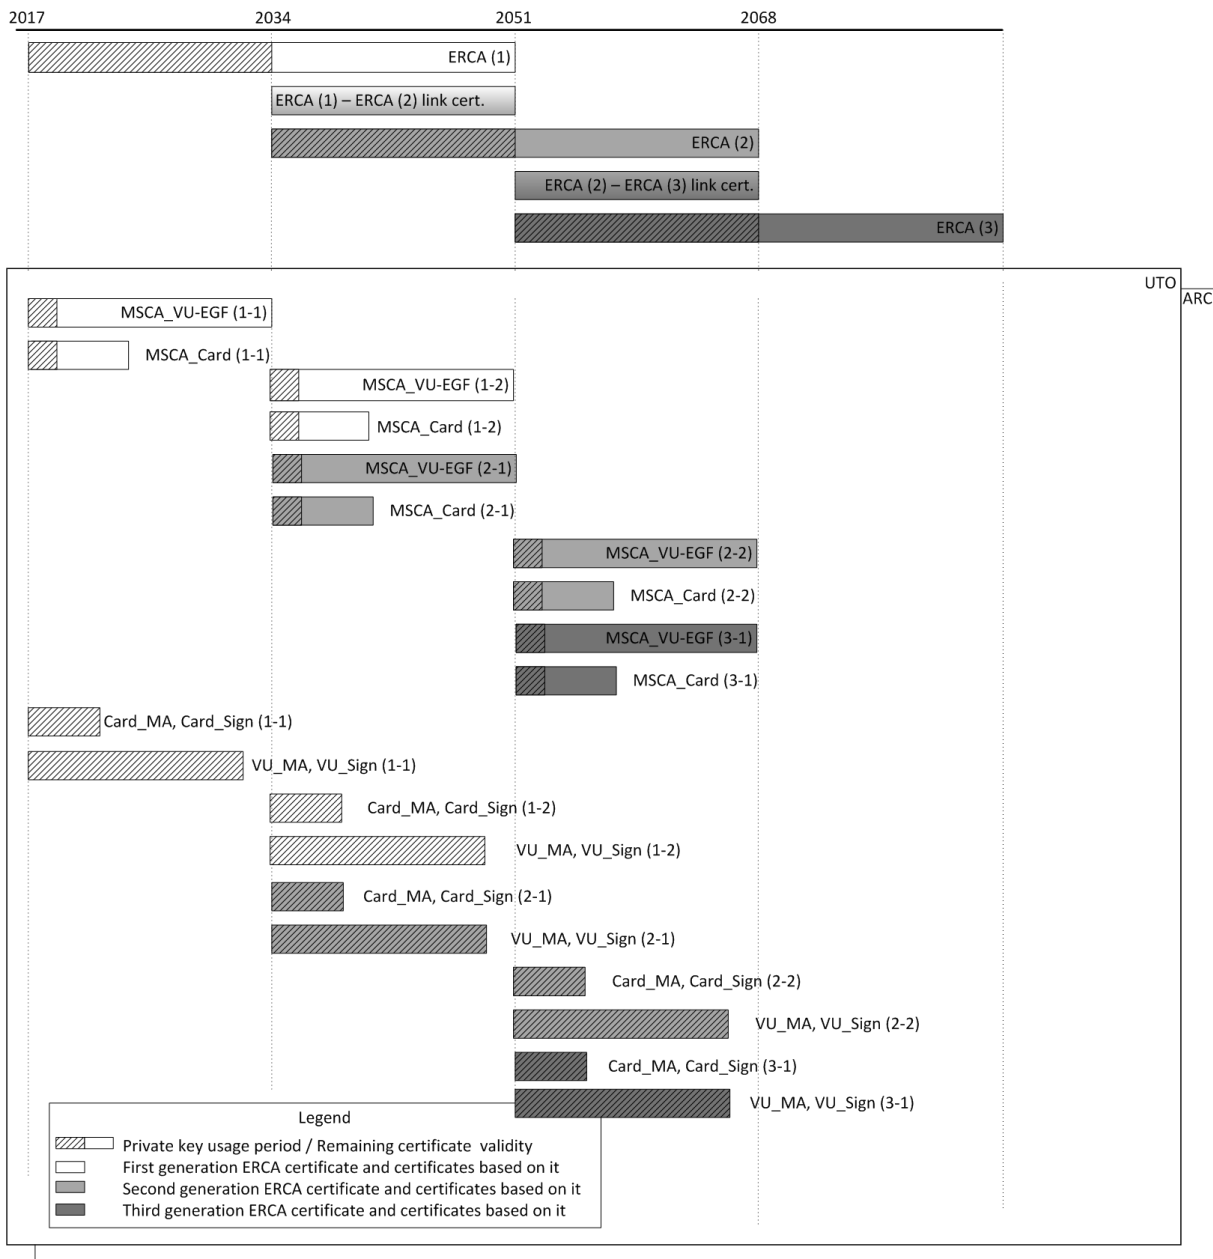 2017 2034 2051 2068
ERCA (1)
ERCA (1) – ERCA (2) link cert.
ERCA (2)
ERCA (2) – ERCA (3) link cert.
ERCA (3)
UTO
ARC
MSCA_VU-EGF (1-1)
MSCA_Card (1-1)
MSCA_VU-EGF (1-2)
MSCA_Card (1-2)
MSCA_VU-EGF (2-1)
MSCA_Card (2-1)
MSCA_VU-EGF (2-2)
MSCA_Card (2-2)
MSCA_VU-EGF (3-1)
MSCA_Card (3-1)
Card_MA, Card_Sign (1-1)
VU_MA, VU_Sign (1-1)
Card_MA, Card_Sign (1-2)
VU_MA, VU_Sign (1-2)
Card_MA, Card_Sign (2-1)
VU_MA, VU_Sign (2-1)
Card_MA, Card_Sign (2-2)
VU_MA, VU_Sign (2-2)
Card_MA, Card_Sign (3-1)
VU_MA, VU_Sign (3-1)
Legend
Private key usage period / Remaining certificate validity
First generation ERCA certificate and certificates based on it
Second generation ERCA certificate and certificates based on it
Third generation ERCA certificate and certificates based on it